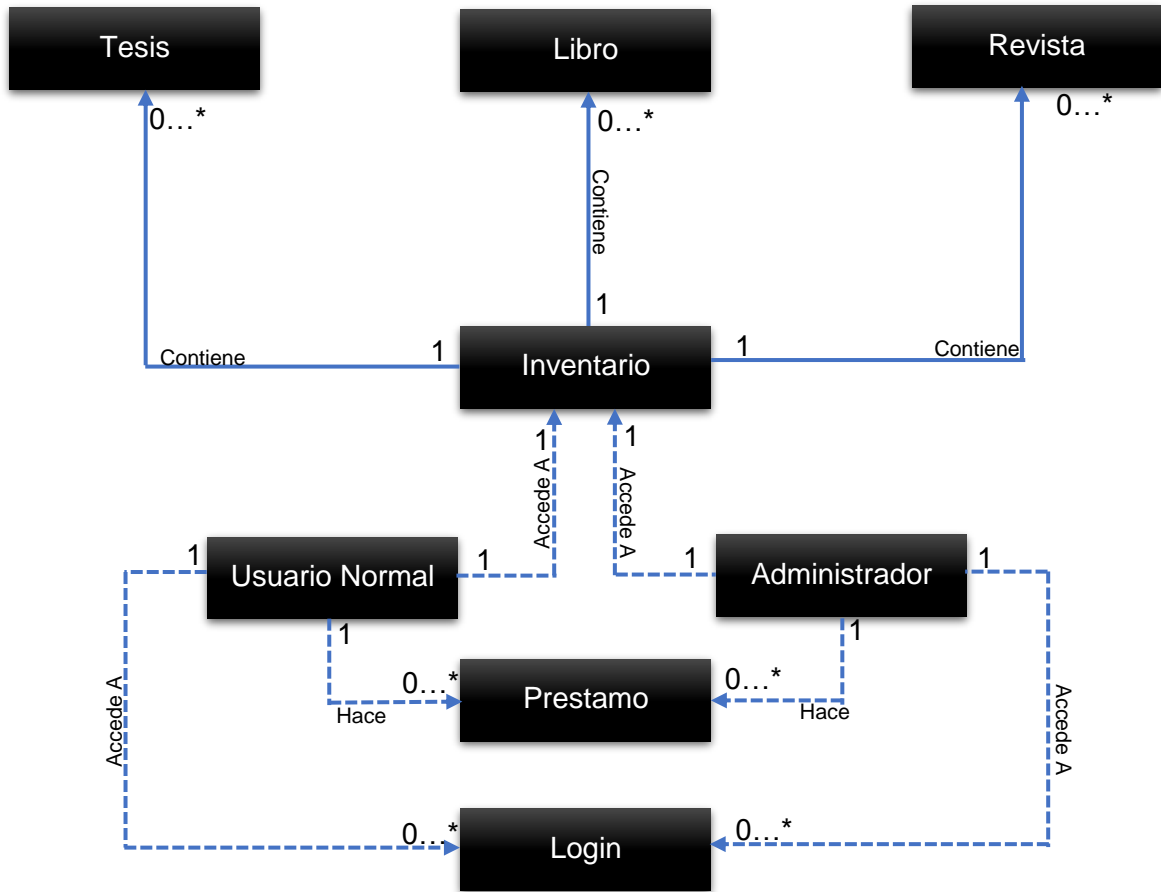 Tesis
Libro
Revista
0…*
0…*
0…*
Contiene
1
Contiene
1
Inventario
1
Contiene
1
1
Accede A
Accede A
1
Usuario Normal
1
1
Administrador
1
1
1
Accede A
0…*
Hace
Prestamo
0…*
Hace
Accede A
0…*
Login
0…*